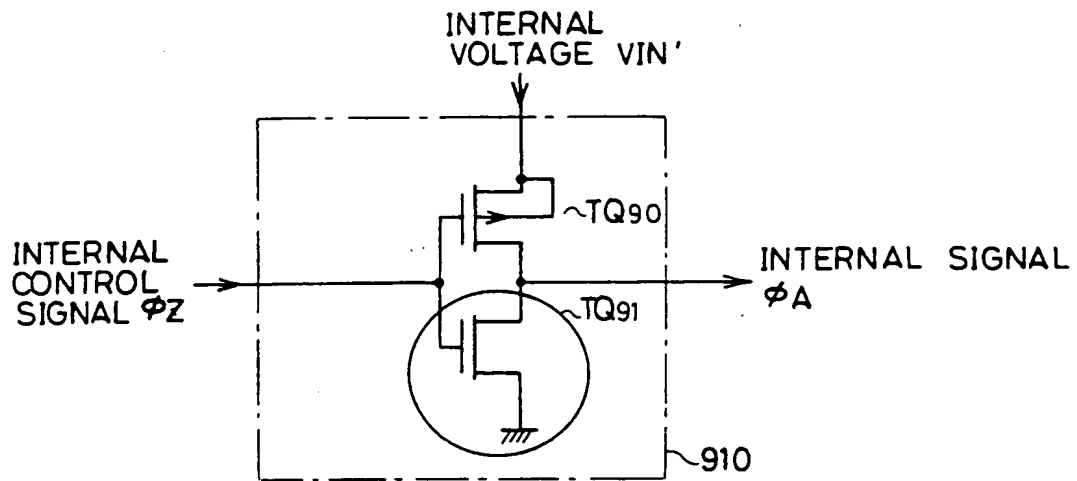 INTERNAL
VOLTAGE VIN'
TQ90
INTERNAL
CONTROL
SIGNAL φZ
INTERNAL SIGNAL
φA
TQ91
910